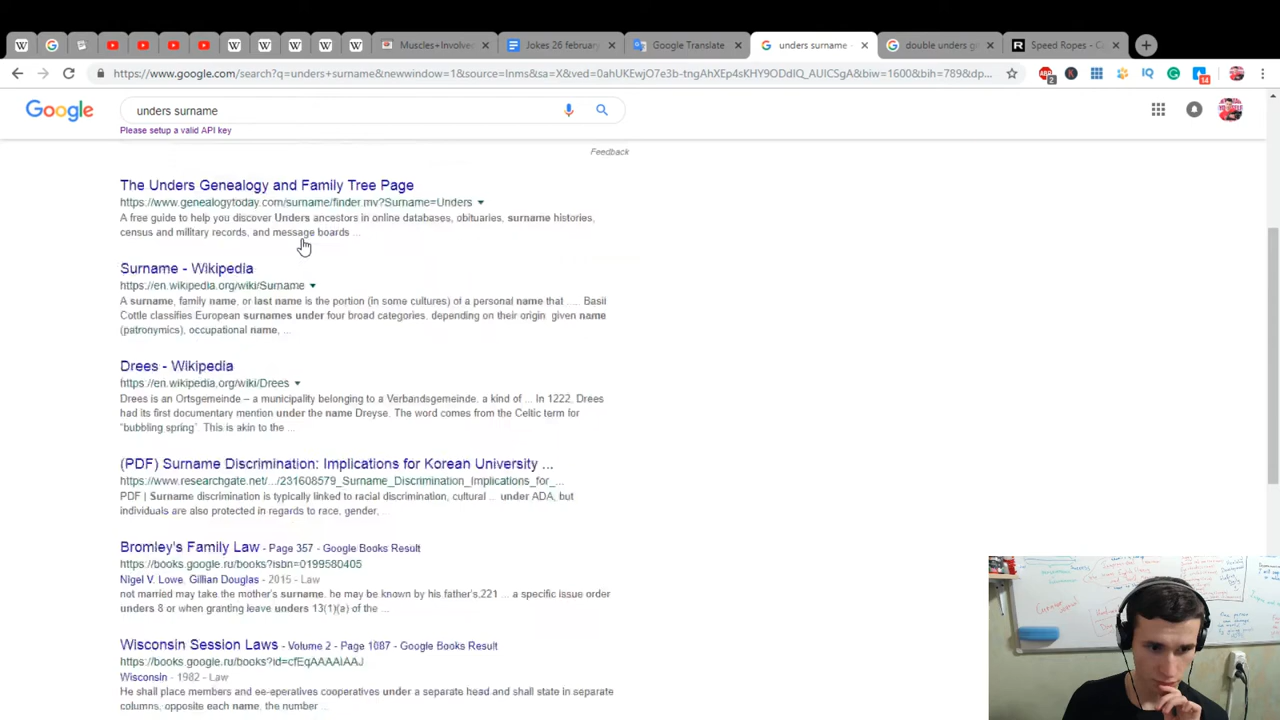 Muscles+Involve
Jokes 26 februar
Google Translate
unders surname -
double unders g
Speed Ropes - C
https://www.google.com/search?q=unders+surname&newwindow=1&source=lnms&sa=X&ved=0ahUKEwjO7e3b-tngAhXEp4sKHY9ODdIQ_AUICSgA&biw=1600&bih=789&dp...
2
14
Google
unders surname
Please setup a valid API key
Feedback
The Unders Genealogy and Family Tree Page
https://www.genealogytoday.com/surname/finder.mv?Surname=Unders
A free guide to help you discover Unders ancestors in online databases, obituaries, surname histories,
census and military records, and message boards ...
Surname - Wikipedia
https://en.wikipedia.org/wiki/Surname
A surname, family name, or last name is the portion (in some cultures) of a personal name that ... Basil
Cottle classifies European surnames under four broad categories, depending on their origin given name
(patronymics), occupational name, ...
Drees - Wikipedia
https://en.wikipedia.org/wiki/Drees
Drees is an Ortsgemeinde – a municipality belonging to a Verbandsgemeinde, a kind of ... In 1222, Drees
had its first documentary mention under the name Dreyse. The word comes from the Celtic term for
"bubbling spring" This is akin to the ...
(PDF) Surname Discrimination: Implications for Korean University ...
https://www.researchgate.net/.../231608579_Surname_Discrimination_Implications_for_...
PDF | Surname discrimination is typically linked to racial discrimination, cultural ... under ADA, but
individuals are also protected in regards to race, gender, ...
Bromley's Family Law - Page 357 - Google Books Result
https://books.google.ru/books?isbn=0199580405
Nigel V. Lowe, Gillian Douglas - 2015 - Law
not married may take the mother's surname, he may be known by his father's,221 ... a specific issue order
unders 8 or when granting leave unders 13(1)(a) of the ...
Wisconsin Session Laws - Volume 2 - Page 1087 - Google Books Result
https://books.google.ru/books?id=cfEqAAAAIAAJ
Wisconsin - 1982 - Law
He shall place members and ee-eperatives cooperatives under a separate head and shall state in separate
columns, opposite each name, the number ...